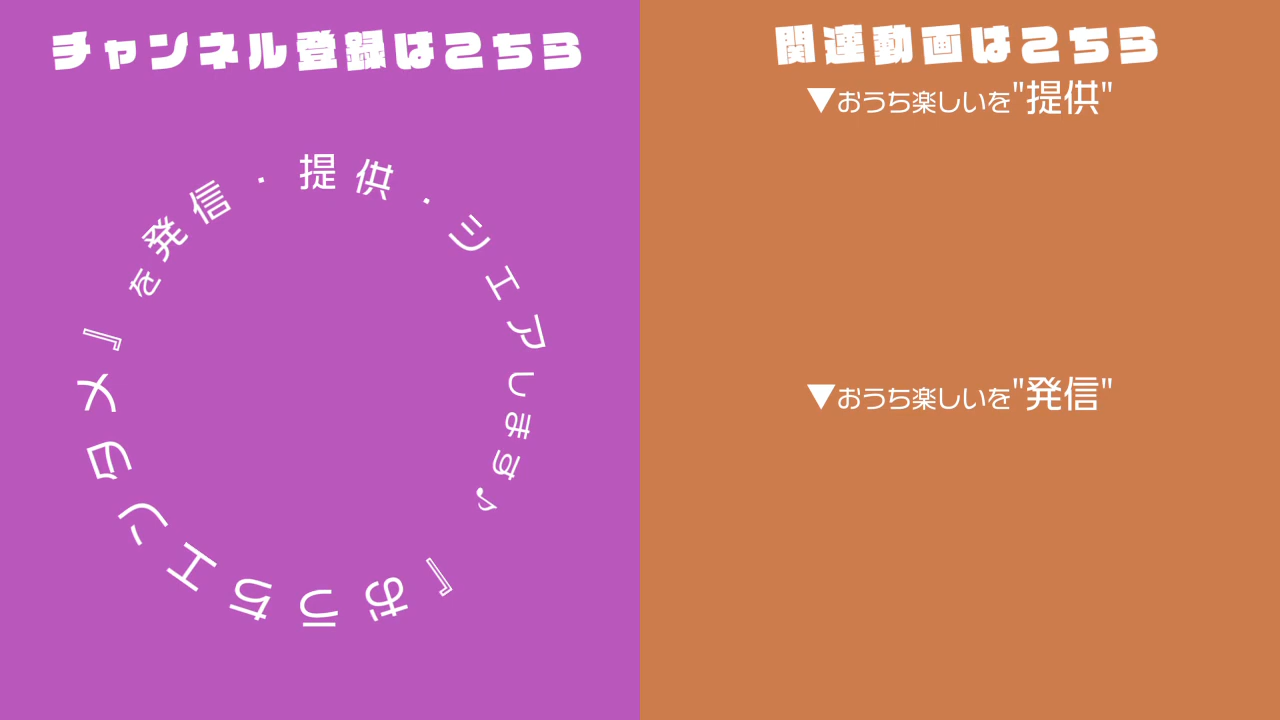 チャンネル登録はこちら
『おうちエンタメ』を発信・提供・シェアします♪
関連動画はこちら
▼おうち楽しいを"提供"
▼おうち楽しいを"発信"